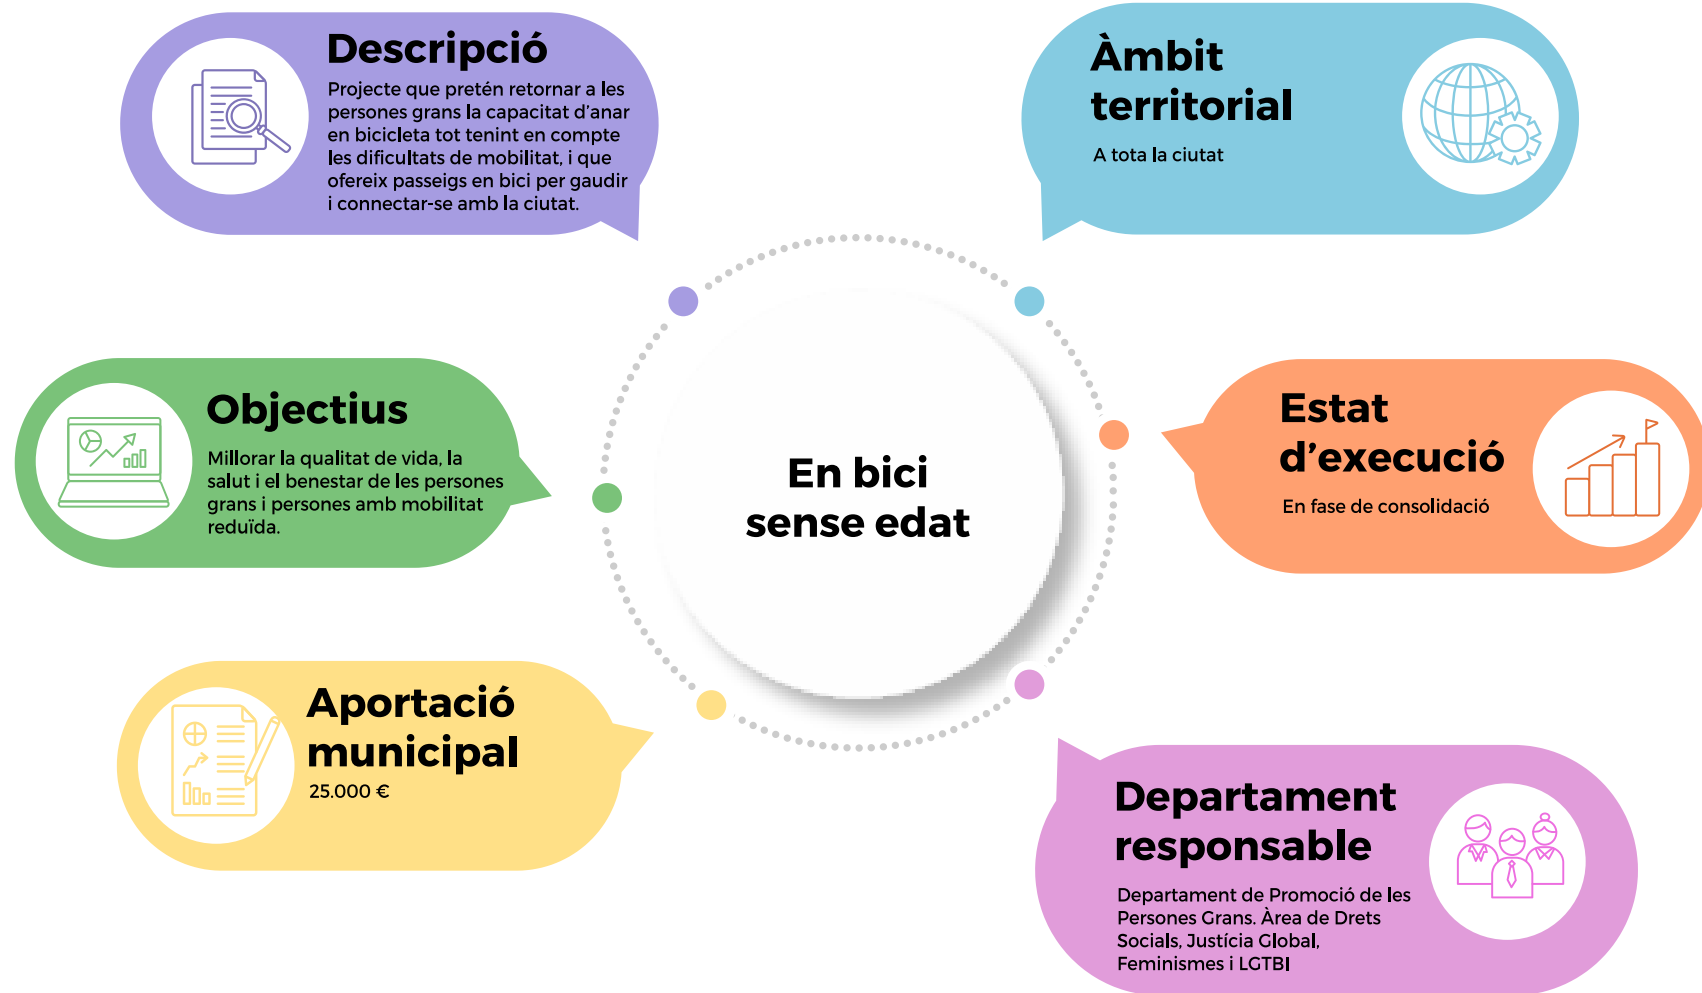 Descripció
Projecte que pretén retornar a les
persones grans la capacitat d’anar
en bicicleta tot tenint en compte
les dificultats de mobilitat, i que
ofereix passeigs en bici per gaudir
i connectar-se amb la ciutat.
Àmbit
territorial
A tota la ciutat
Objectius
Millorar la qualitat de vida, la
salut i el benestar de les persones
grans i persones amb mobilitat
reduïda.
En bici
sense edat
Estat
d’execució
En fase de consolidació
Aportació
municipal
25.000 €
Departament
responsable
Departament de Promoció de les
Persones Grans. Àrea de Drets
Socials, Justícia Global,
Feminismes i LGTBI